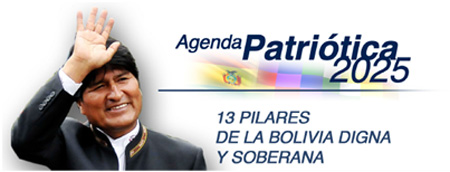 Agenda Patriótica
2025
13 PILARES
DE LA BOLIVIA DIGNA
Y SOBERANA